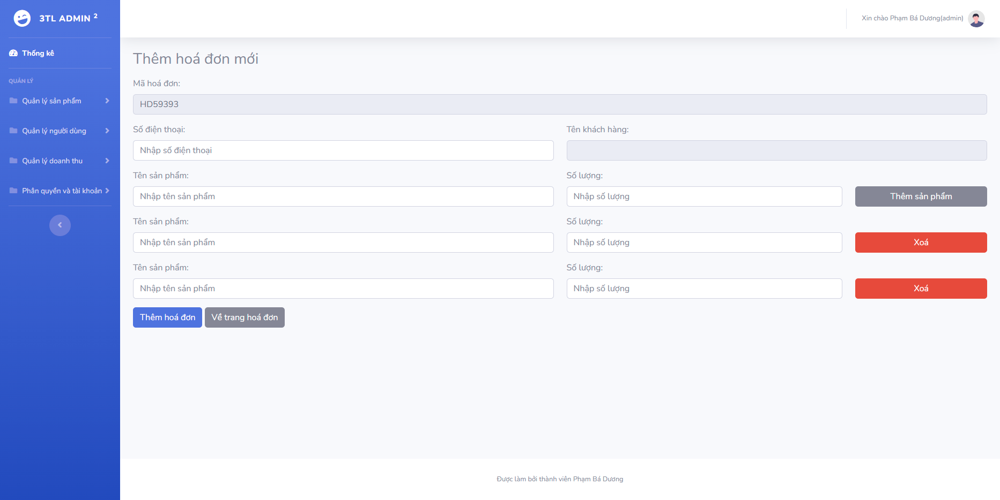 3TL ADMIN 2
Xin chào Phạm Bá Dương(admin)
Thống kê
QUẢN LÝ
Quản lý sản phẩm
Quản lý người dùng
Quản lý doanh thu
Phân quyền và tài khoản
Thêm hoá đơn mới
Mã hoá đơn:
HD59393
Số điện thoại:
Tên khách hàng:
Nhập số điện thoại
Tên sản phẩm:
Số lượng:
Nhập tên sản phẩm
Nhập số lượng
Thêm sản phẩm
Tên sản phẩm:
Số lượng:
Nhập tên sản phẩm
Nhập số lượng
Xoá
Tên sản phẩm:
Số lượng:
Nhập tên sản phẩm
Nhập số lượng
Xoá
Thêm hoá đơn
Về trang hoá đơn
Được làm bởi thành viên Phạm Bá Dương